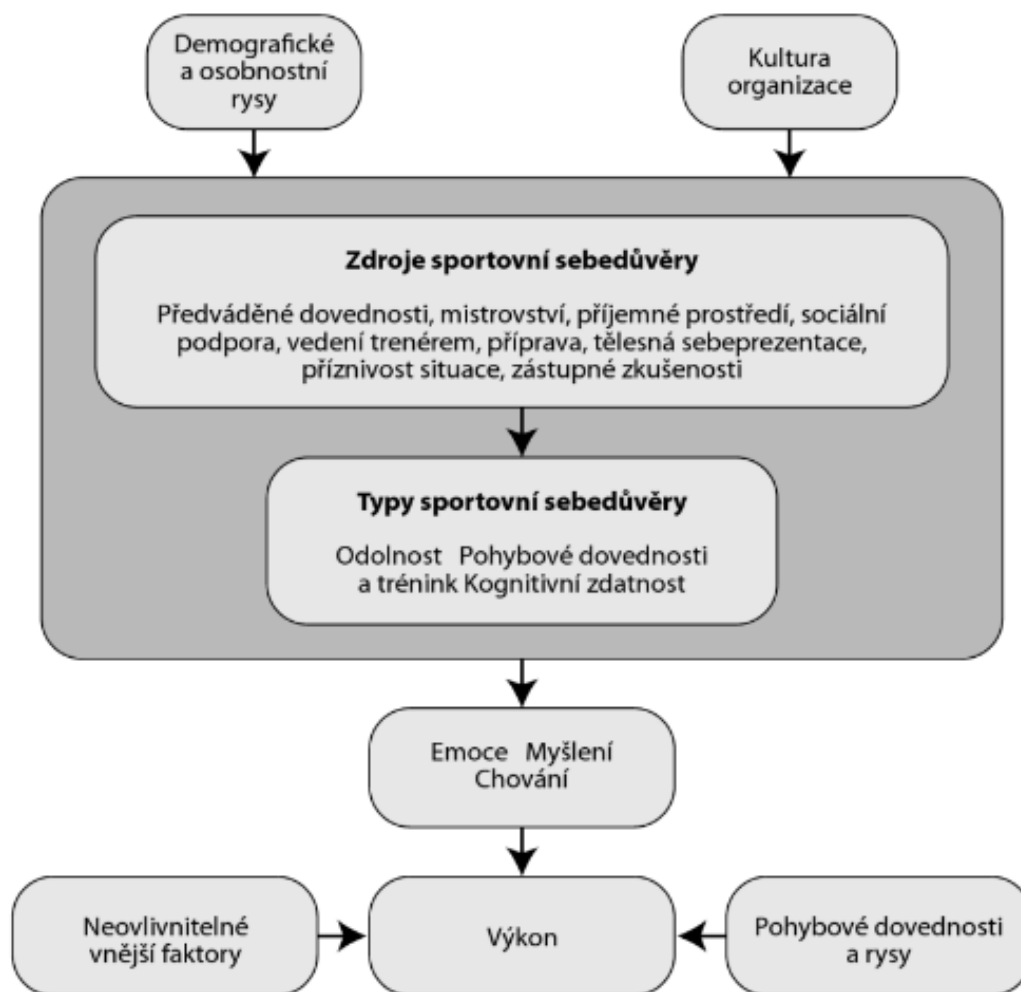 Demografické
a osobnostní
rysy
Kultura
organizace
Zdroje sportovní sebedůvěry
Předváděné dovednosti, mistrovství, příjemné prostředí, sociální
podpora, vedení trenérem, příprava, tělesná sebeprezentace,
příznivost situace, zástupné zkušenosti
Typy sportovní sebedůvěry
Odolnost Pohybové dovednosti
a trénink Kognitivní zdatnost
Emoce Myšlení
Chování
Neovlivnitelné
vnější faktory
Výkon
Pohybové dovednosti
a rysy